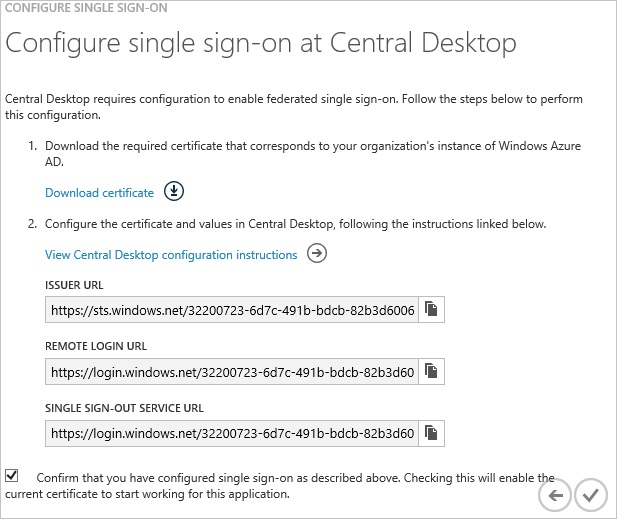 CONFIGURE SINGLE SIGN-ON
Configure single sign-on at Central Desktop
Central Desktop requires configuration to enable federated single sign-on. Follow the steps below to perform
this configuration.
1. Download the required certificate that corresponds to your organization's instance of Windows Azure
AD.
Download certificate
2. Configure the certificate and values in Central Desktop, following the instructions linked below.
View Central Desktop configuration instructions
ISSUER URL
https://sts.windows.net/32200723-6d7c-491b-bdcb-82b3d6006
REMOTE LOGIN URL
https://login.windows.net/32200723-6d7c-491b-bdcb-82b3d60
SINGLE SIGN-OUT SERVICE URL
https://login.windows.net/32200723-6d7c-491b-bdcb-82b3d60
Confirm that you have configured single sign-on as described above. Checking this will enable the
current certificate to start working for this application.